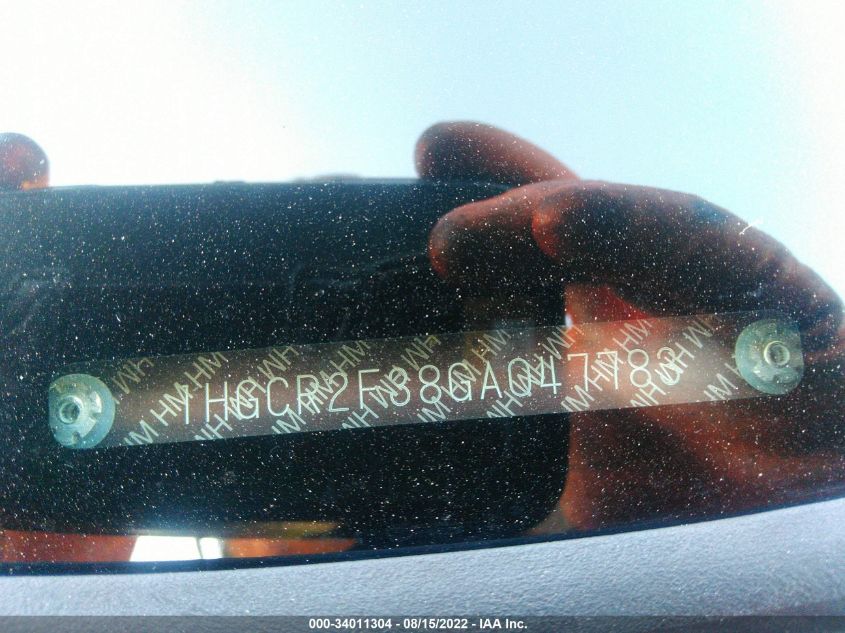 1HGCR2F38GA047783
000-34011304 - 08/15/2022 - IAA Inc.